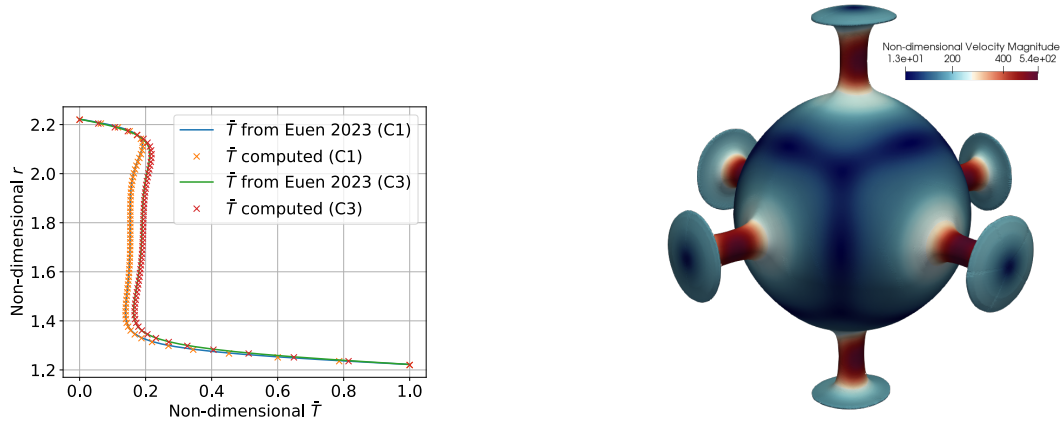 Non-dimensional r
2.2
2.0
1.8
1.6
1.4
1.2
T̄ from Euen 2023 (C1)
T̄ computed (C1)
T̄ from Euen 2023 (C3)
T̄ computed (C3)
0.0 0.2 0.4 0.6 0.8 1.0
Non-dimensional T̄
Non-dimensional Velocity Magnitude
1.3e+01 200 400 5.4e+02